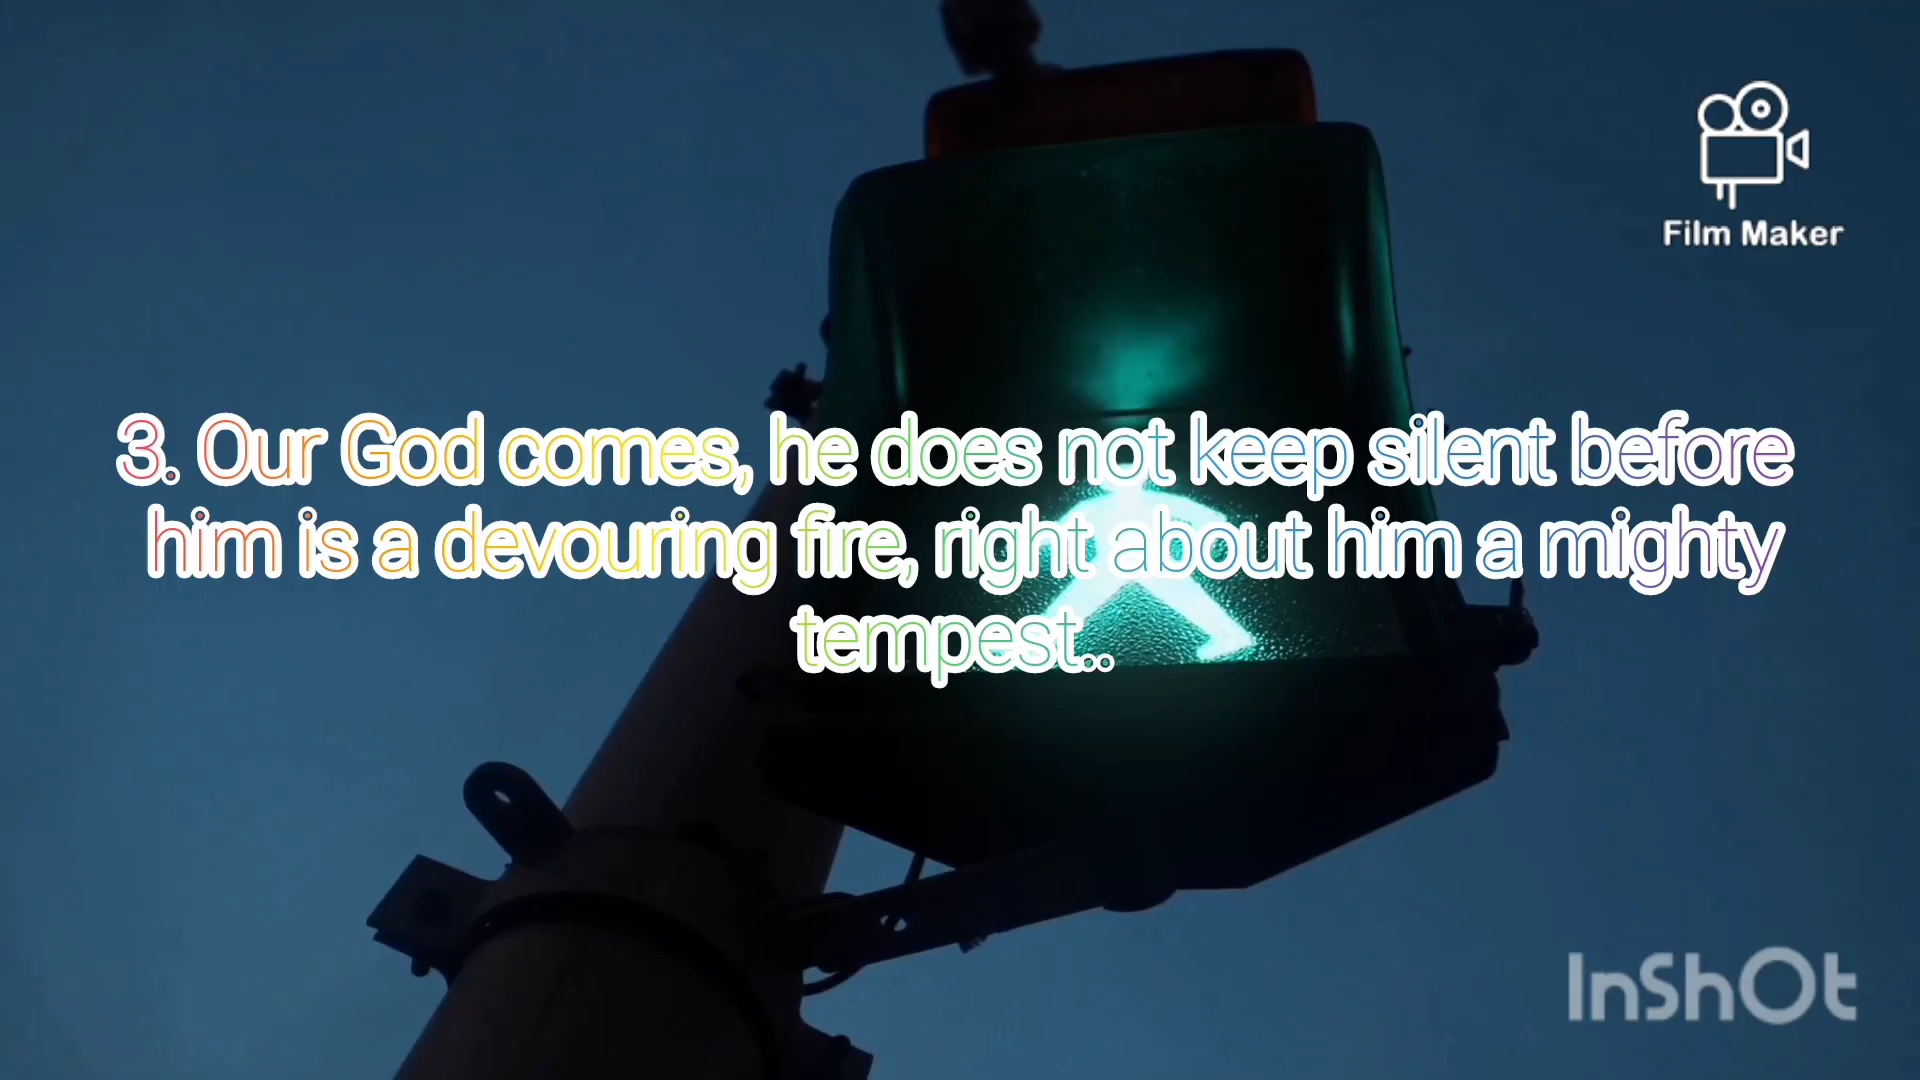 Film Maker
3. Our God comes, he does not keep silent before
him is a devouring fire, right about him a mighty
tempest..
InShOt